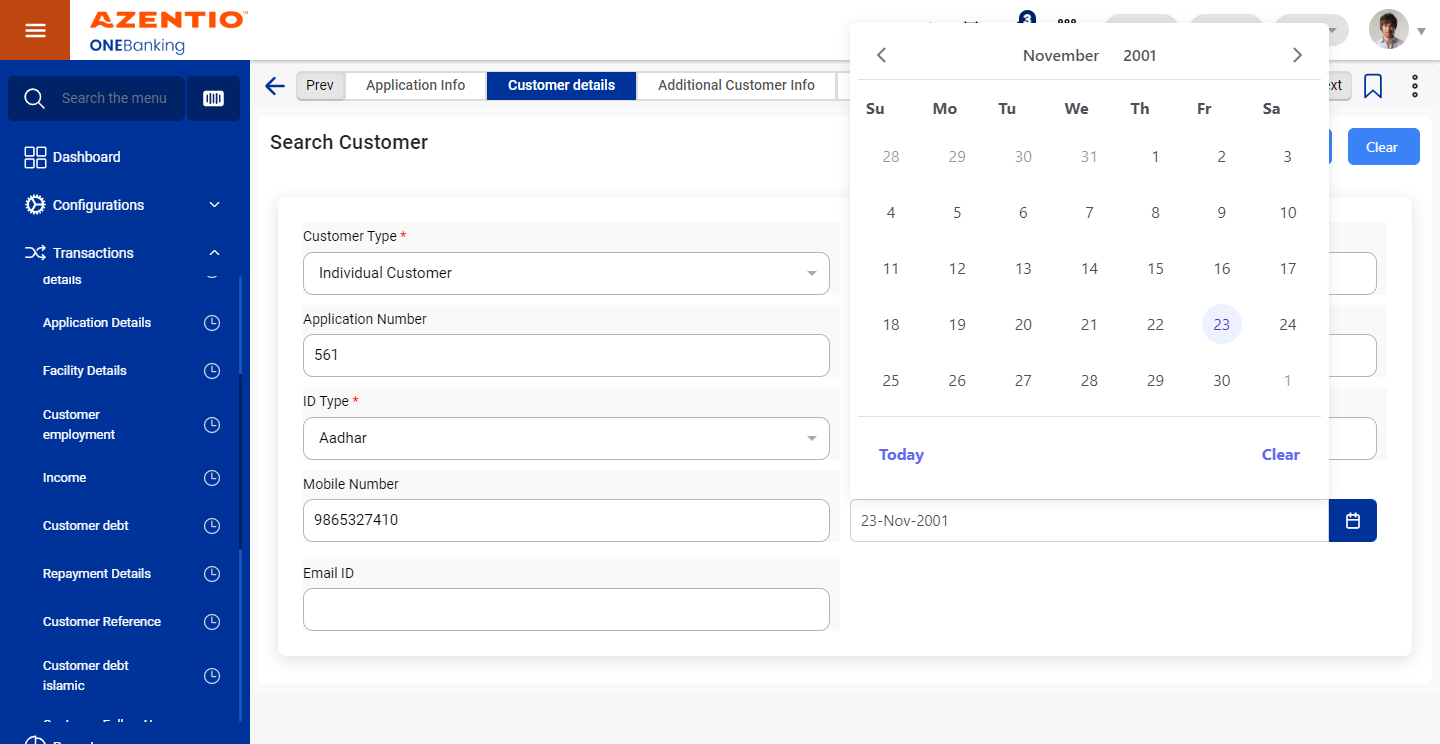 AZENTIO™
ONEBanking
3
Search the menu
Dashboard
Configurations
Transactions
details
Application Details
Facility Details
Customer
employment
Income
Customer debt
Repayment Details
Customer Reference
Customer debt
islamic
Prev
Application Info
Customer details
Additional Customer Info
Search Customer
Clear
Customer Type *
Individual Customer
Application Number
561
ID Type *
Aadhar
Mobile Number
9865327410
Email ID
November 2001
Su Mo Tu We Th Fr Sa
28 29 30 31 1 2 3
4 5 6 7 8 9 10
11 12 13 14 15 16 17
18 19 20 21 22 23 24
25 26 27 28 29 30 1
Today Clear
23-Nov-2001